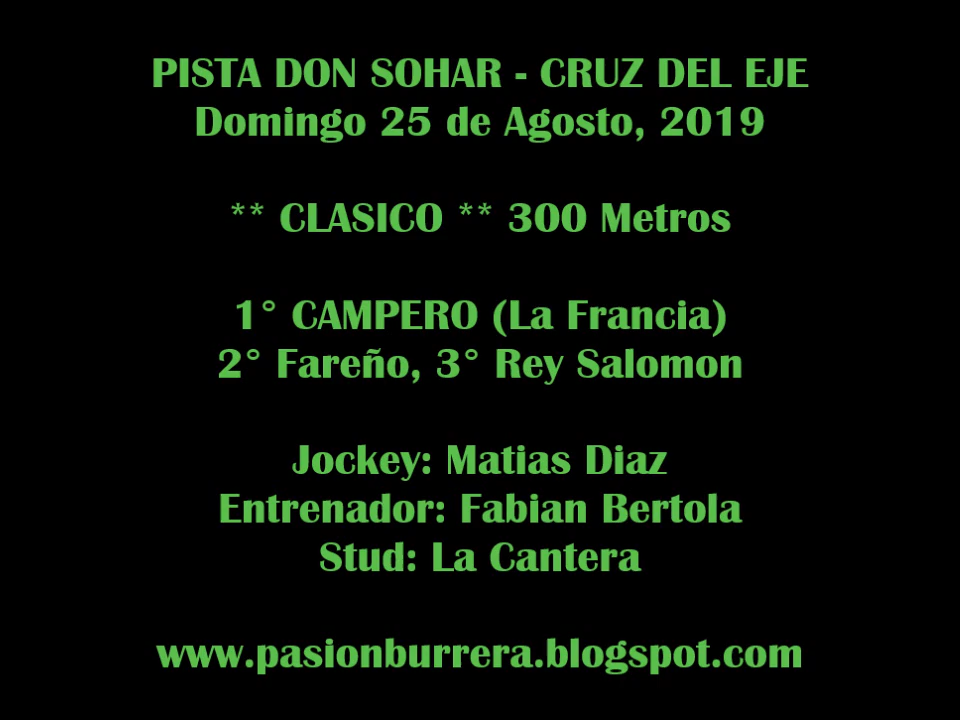 PISTA DON SOHAR - CRUZ DEL EJE
Domingo 25 de Agosto, 2019
** CLASICO ** 300 Metros
1° CAMPERO (La Francia)
2° Fareño, 3° Rey Salomon
Jockey: Matias Diaz
Entrenador: Fabian Bertola
Stud: La Cantera
www.pasionburrera.blogspot.com